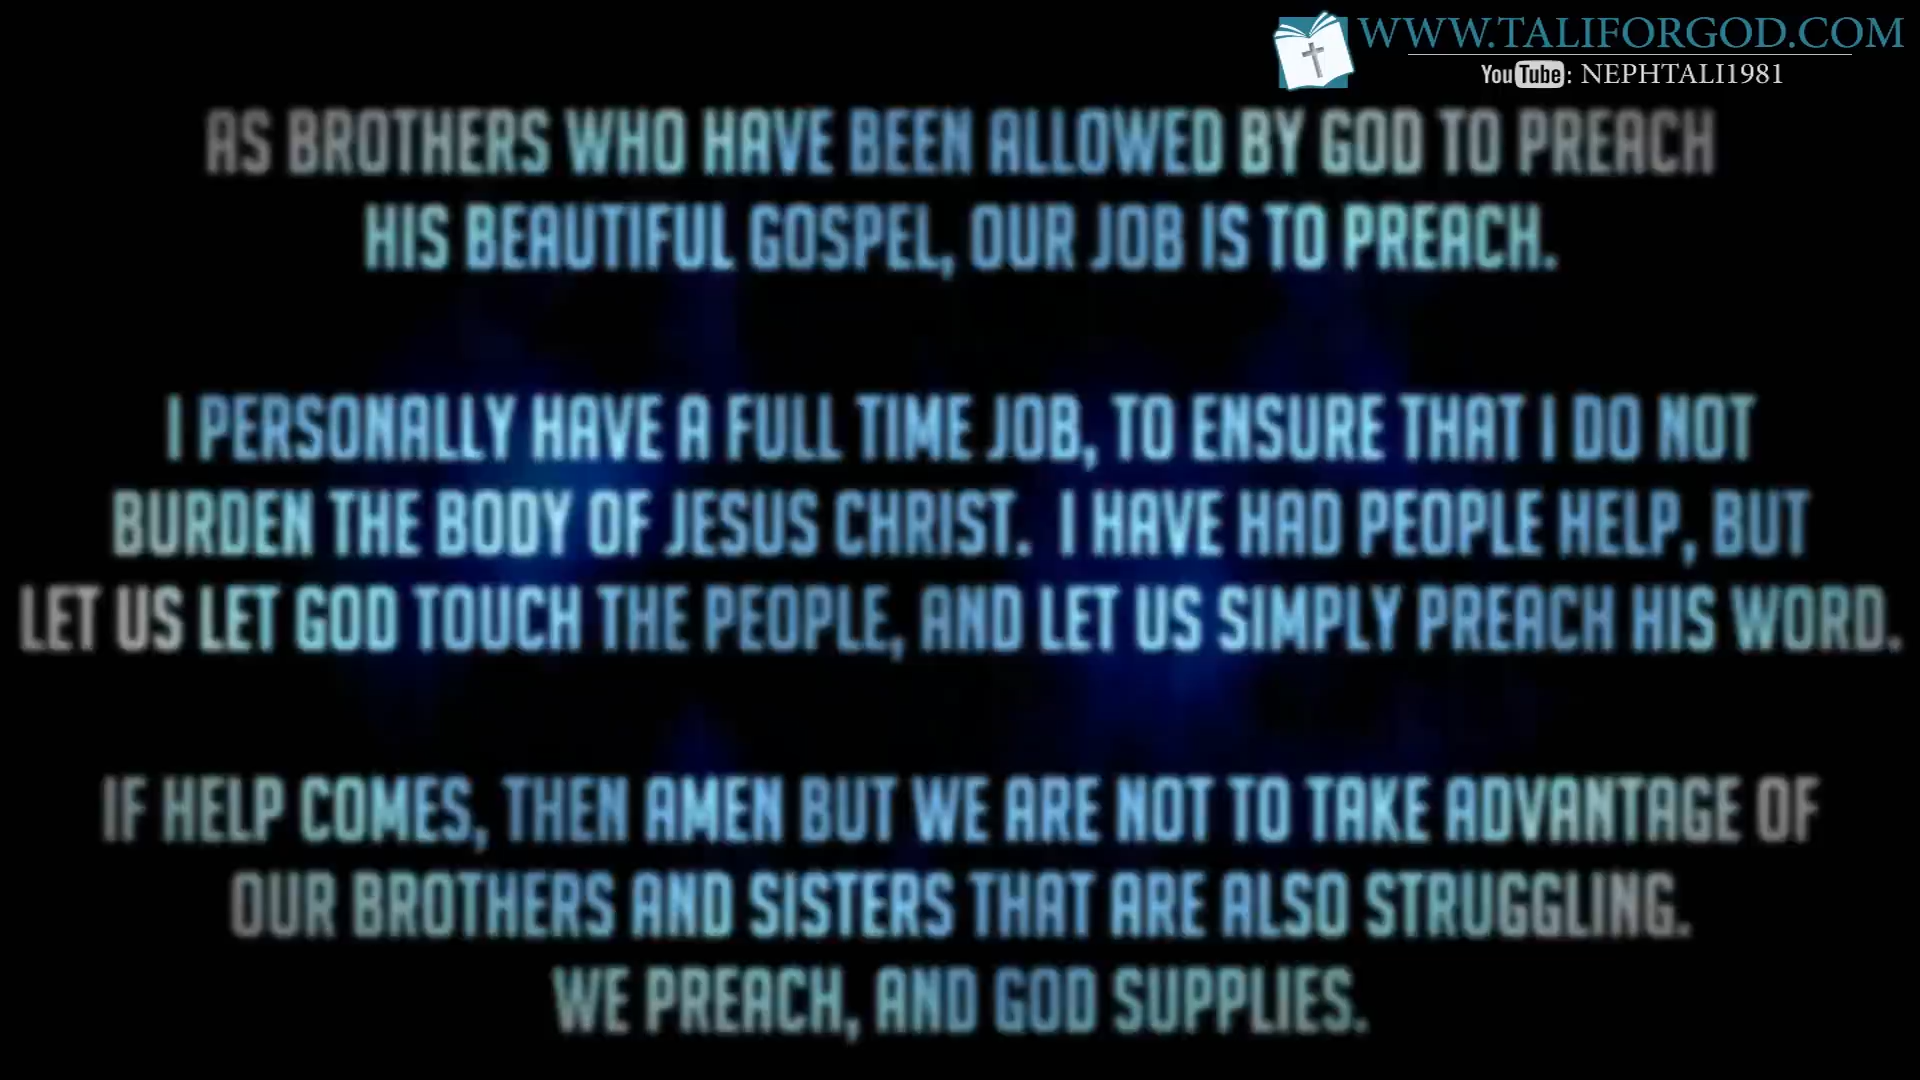 WWW.TALIFORGOD.COM
YouTube: NEPHTALI1981
AS BROTHERS WHO HAVE BEEN ALLOWED BY GOD TO PREACH
HIS BEAUTIFUL GOSPEL, OUR JOB IS TO PREACH.
I PERSONALLY HAVE A FULL TIME JOB, TO ENSURE THAT I DO NOT
BURDEN THE BODY OF JESUS CHRIST. I HAVE HAD PEOPLE HELP, BUT
LET US LET GOD TOUCH THE PEOPLE, AND LET US SIMPLY PREACH HIS WORD.
IF HELP COMES, THEN AMEN BUT WE ARE NOT TO TAKE ADVANTAGE OF
OUR BROTHERS AND SISTERS THAT ARE ALSO STRUGGLING.
WE PREACH, AND GOD SUPPLIES.